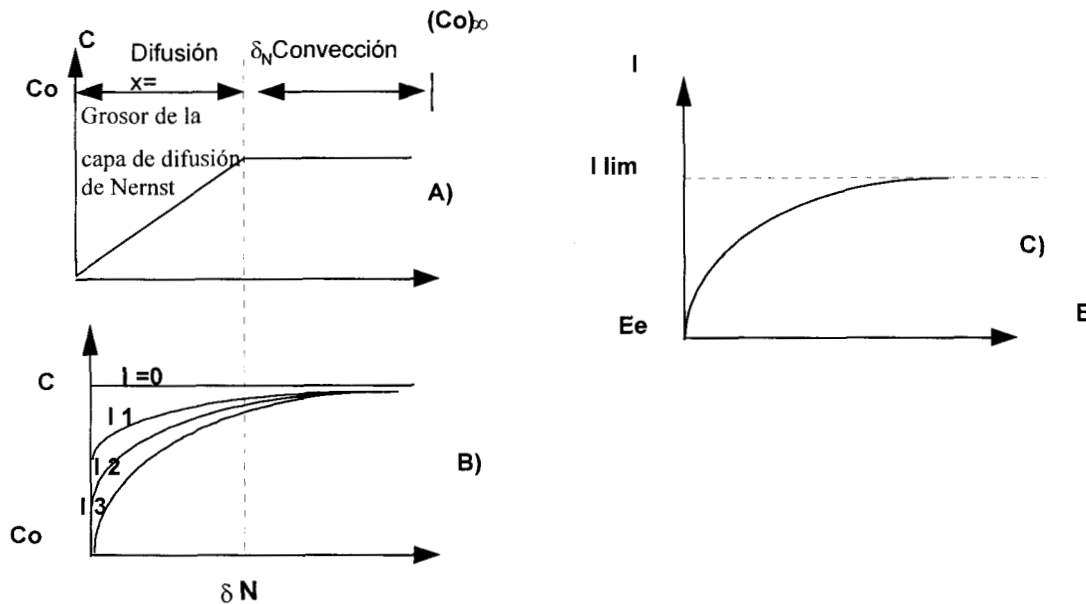 (Co)∞
C
Difusión δNConvección
x=
Co
Grosor de la
capa de difusión
de Nernst
A)
C
I =0
I 1
I 2
I 3
B)
Co
δ N
I
I lim
C)
Ee
E